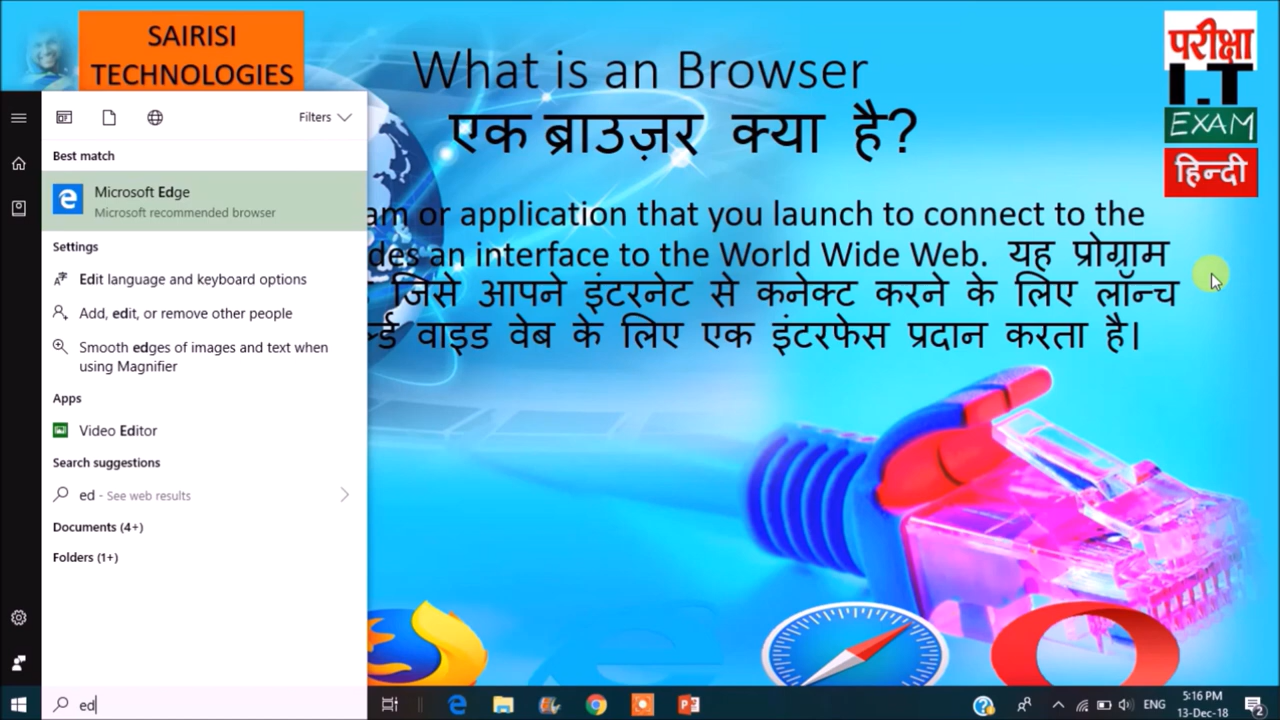 SAIRISI
TECHNOLOGIES
What is an Browser
एक ब्राउज़र क्या है?
परीक्षा
I.T
EXAM
हिन्दी
Filters
Best match
Microsoft Edge
Microsoft recommended browser
Settings
Edit language and keyboard options
Add, edit, or remove other people
Smooth edges of images and text when
using Magnifier
Apps
Video Editor
Search suggestions
ed - See web results
Documents (4+)
Folders (1+)
or application that you launch to connect to the
an interface to the World Wide Web. यह प्रोग्राम
जिसे आपने इंटरनेट से कनेक्ट करने के लिए लॉन्च
वाइड वेब के लिए एक इंटरफेस प्रदान करता है।
ed
ENG
5:16 PM
13-Dec-18
2